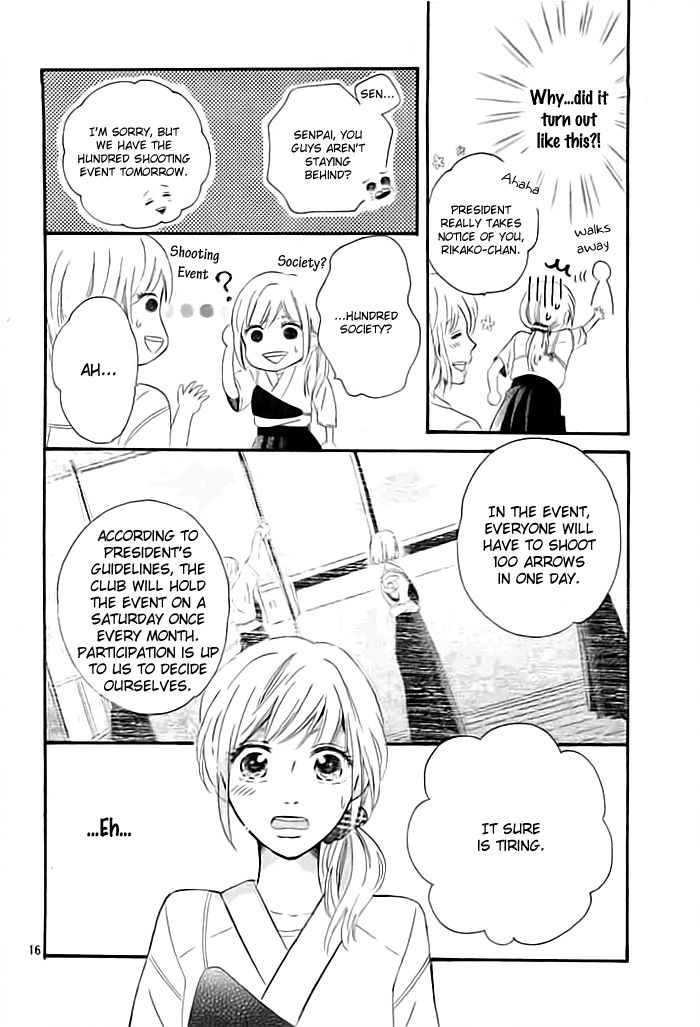 Why...did it
turn out
like this?!
Ahaha
PRESIDENT
REALLY TAKES
NOTICE OF YOU,
RIKAKO-CHAN.
walks
away
SEN...
SENPAI, YOU
GUYS AREN'T
STAYING
BEHIND?
I'M SORRY, BUT
WE HAVE THE
HUNDRED SHOOTING
EVENT TOMORROW.
...HUNDRED
SOCIETY?
Society?
Shooting
Event
?
AH...
IN THE EVENT,
EVERYONE WILL
HAVE TO SHOOT
100 ARROWS
IN ONE DAY.
ACCORDING TO
PRESIDENT'S
GUIDELINES, THE
CLUB WILL HOLD
THE EVENT ON A
SATURDAY ONCE
EVERY MONTH.
PARTICIPATION IS UP
TO US TO DECIDE
OURSELVES.
IT SURE
IS TIRING.
...Eh...
16